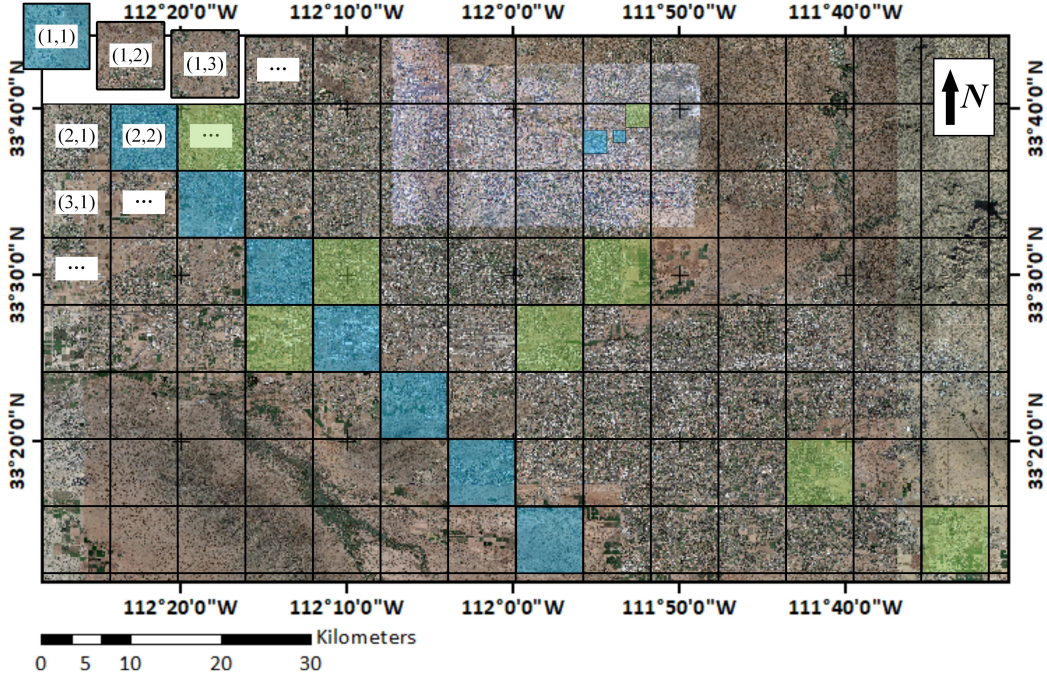 112°20'0"W 112°10'0"W 112°0'0"W 111°50'0"W 111°40'0"W
(1,1)
(1,2)
(1,3)
...
N
33°40'0"N
33°40'0"N
(2,1)
(2,2)
...
(3,1)
...
...
33°30'0"N
33°30'0"N
33°20'0"N
33°20'0"N
112°20'0"W 112°10'0"W 112°0'0"W 111°50'0"W 111°40'0"W
Kilometers
0 5 10 20 30